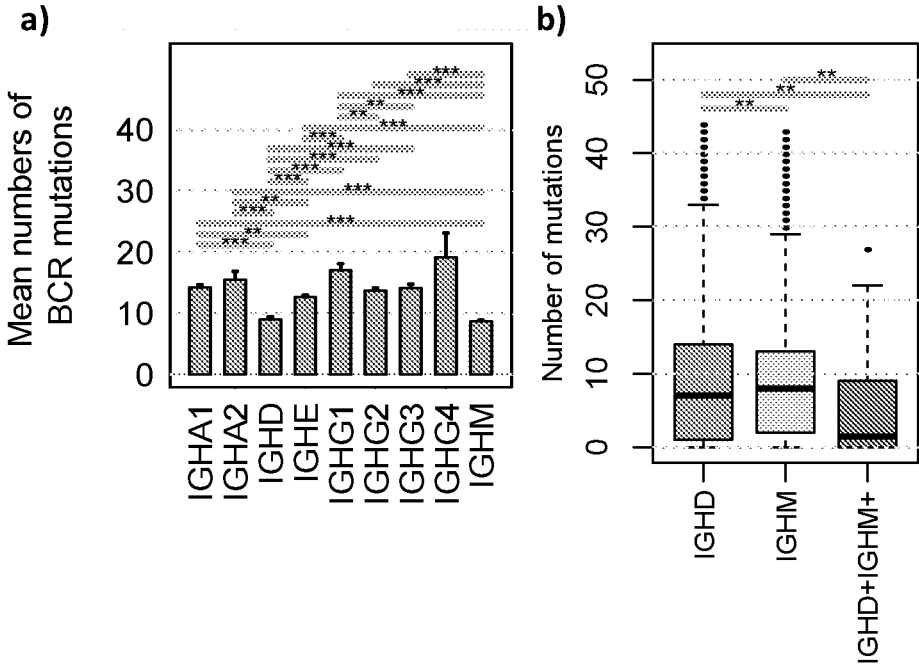 a)
Mean numbers of
BCR mutations
40
30
20
10
0
***
***
***
***
**
**
***
***
***
***
***
***
***
**
***
***
**
***
IGHA1
IGHA2
IGHD
IGHE
IGHG1
IGHG2
IGHG3
IGHG4
IGHM
b)
Number of mutations
50
40
30
20
10
0
**
**
**
IGHD
IGHM
IGHD+IGHM+